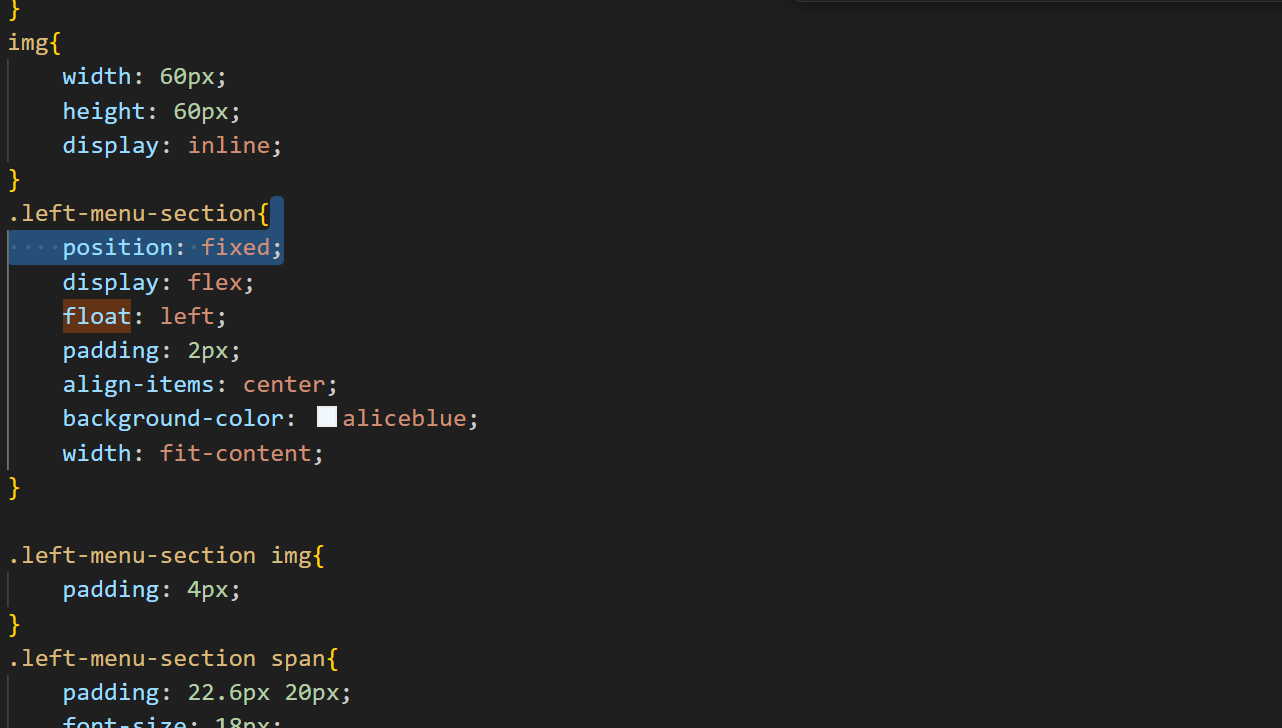 }
img{
    width: 60px;
    height: 60px;
    display: inline;
}
.left-menu-section{
    position: fixed;
    display: flex;
    float: left;
    padding: 2px;
    align-items: center;
    background-color: aliceblue;
    width: fit-content;
}

.left-menu-section img{
    padding: 4px;
}
.left-menu-section span{
    padding: 22.6px 20px;
    font-size: 18px;